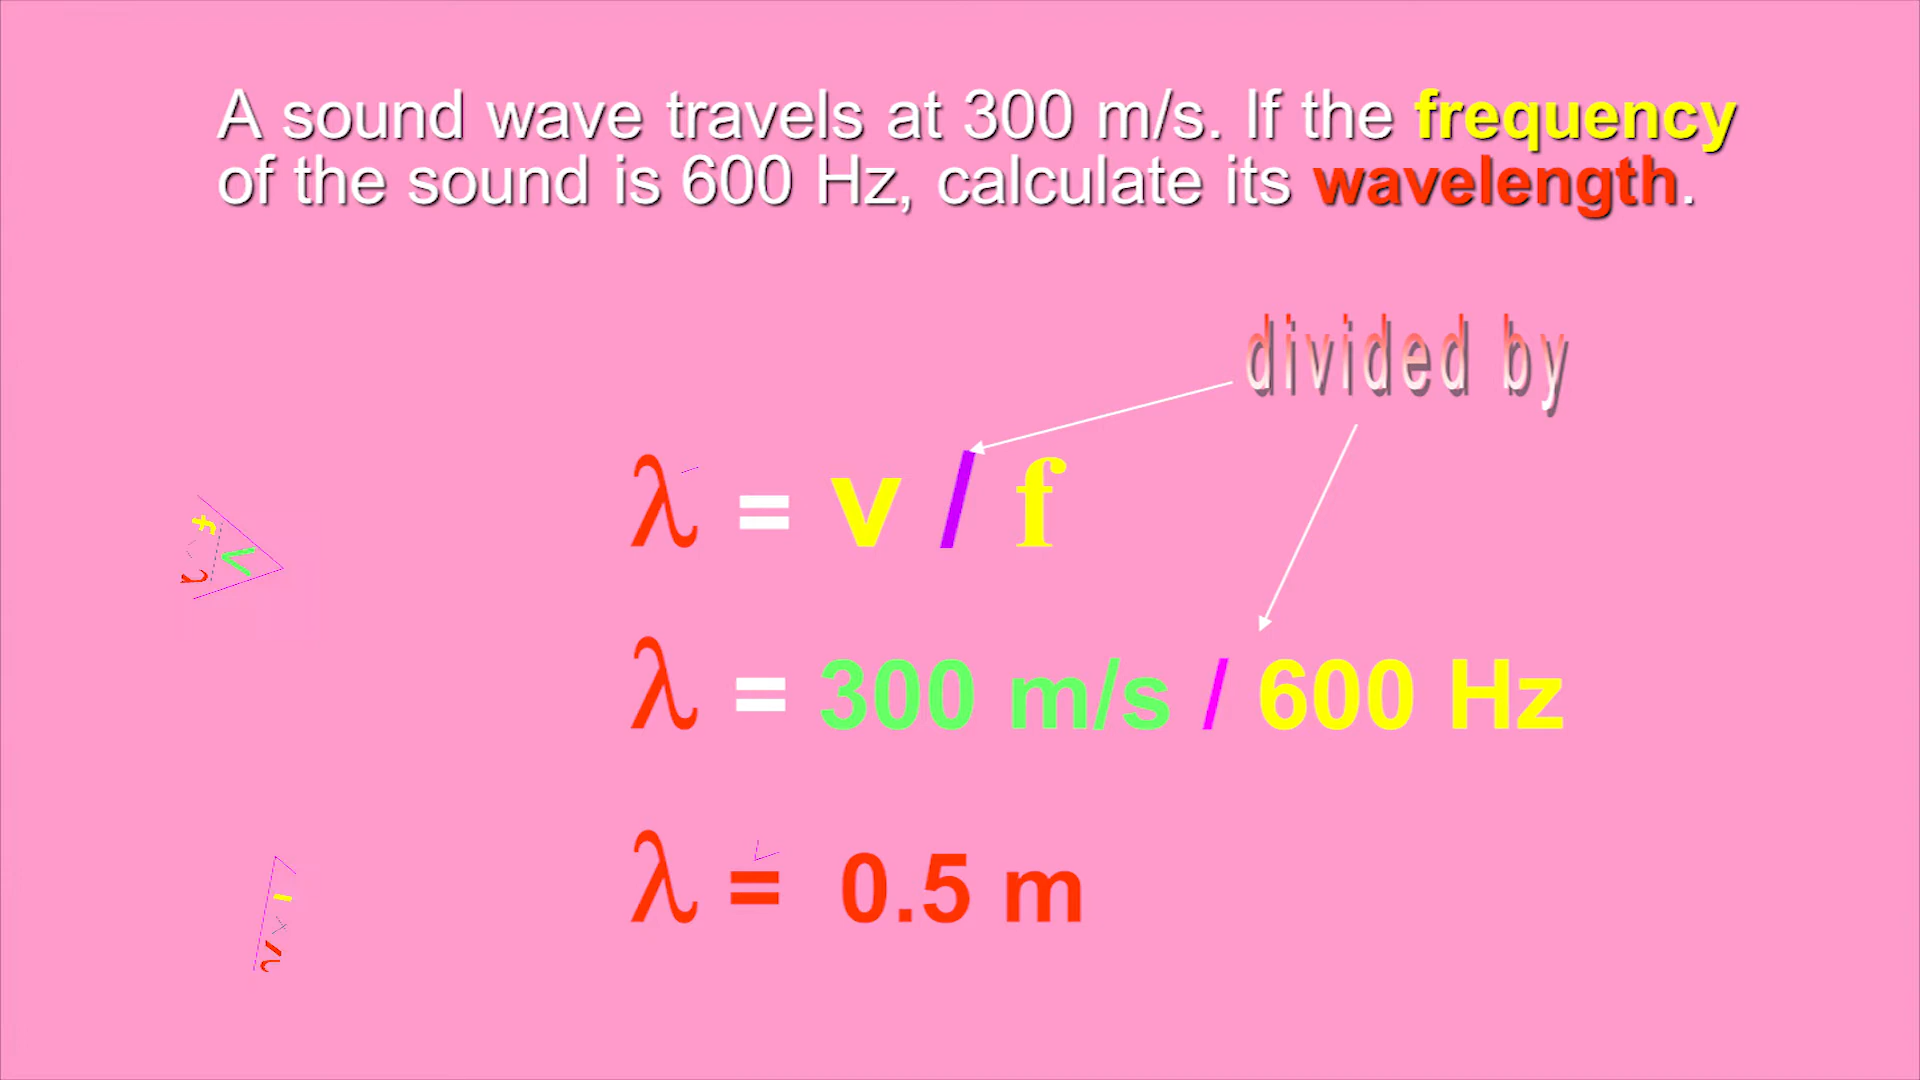 A sound wave travels at 300 m/s. If the frequency
of the sound is 600 Hz, calculate its wavelength.
divided by
λ = v / f
λ = 300 m/s / 600 Hz
λ = 0.5 m